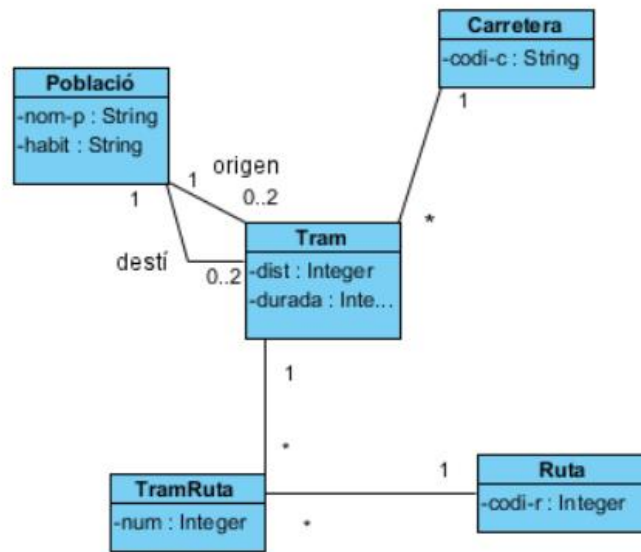 Carretera
-codi-c : String
1
Població
-nom-p : String
-habit : String
origen
1
1
0..2
*
destí
0..2
Tram
-dist : Integer
-durada : Inte...
1
*
1
TramRuta
-num : Integer
*
Ruta
-codi-r : Integer